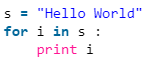 s = "Hello World"
for i in s :
    print i